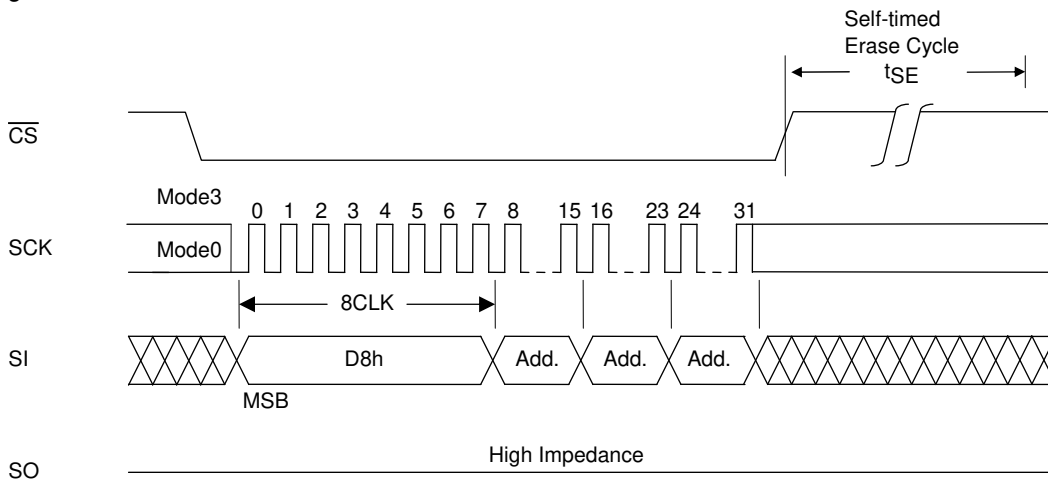 Self-timed
Erase Cycle
tSE
CS
Mode3
0 1 2 3 4 5 6 7 8 15 16 23 24 31
SCK
Mode0
8CLK
SI
D8h Add. Add. Add.
MSB
High Impedance
SO